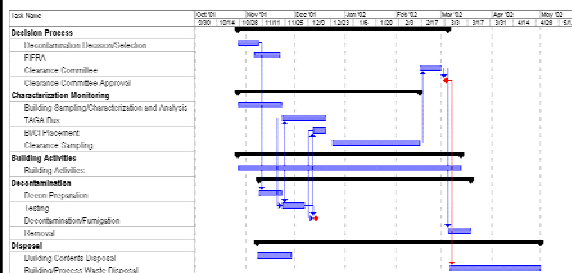 Task Name
Oct '01 Nov '01 Dec '01 Jan '02 Feb '02 Mar '02 Apr '02 May '02
9/30 10/14 10/28 11/11 11/25 12/9 12/23 1/6 1/20 2/3 2/17 3/3 3/17 3/31 4/14 4/28 5/1
Decision Process
Decontamination Decision/Selection
FIFRA
Clearance Committee
Clearance Committee Approval
Characterization Monitoring
Building Sampling/Characterization and Analysis
TAGA Bus
Placement
Clearance Sampling
Building Activities
Building Activities
Decontamination
Decon Preparation
Testing
Decontamination/Fumigation
Removal
Disposal
Building Contents Disposal
Building/Process Waste Disposal